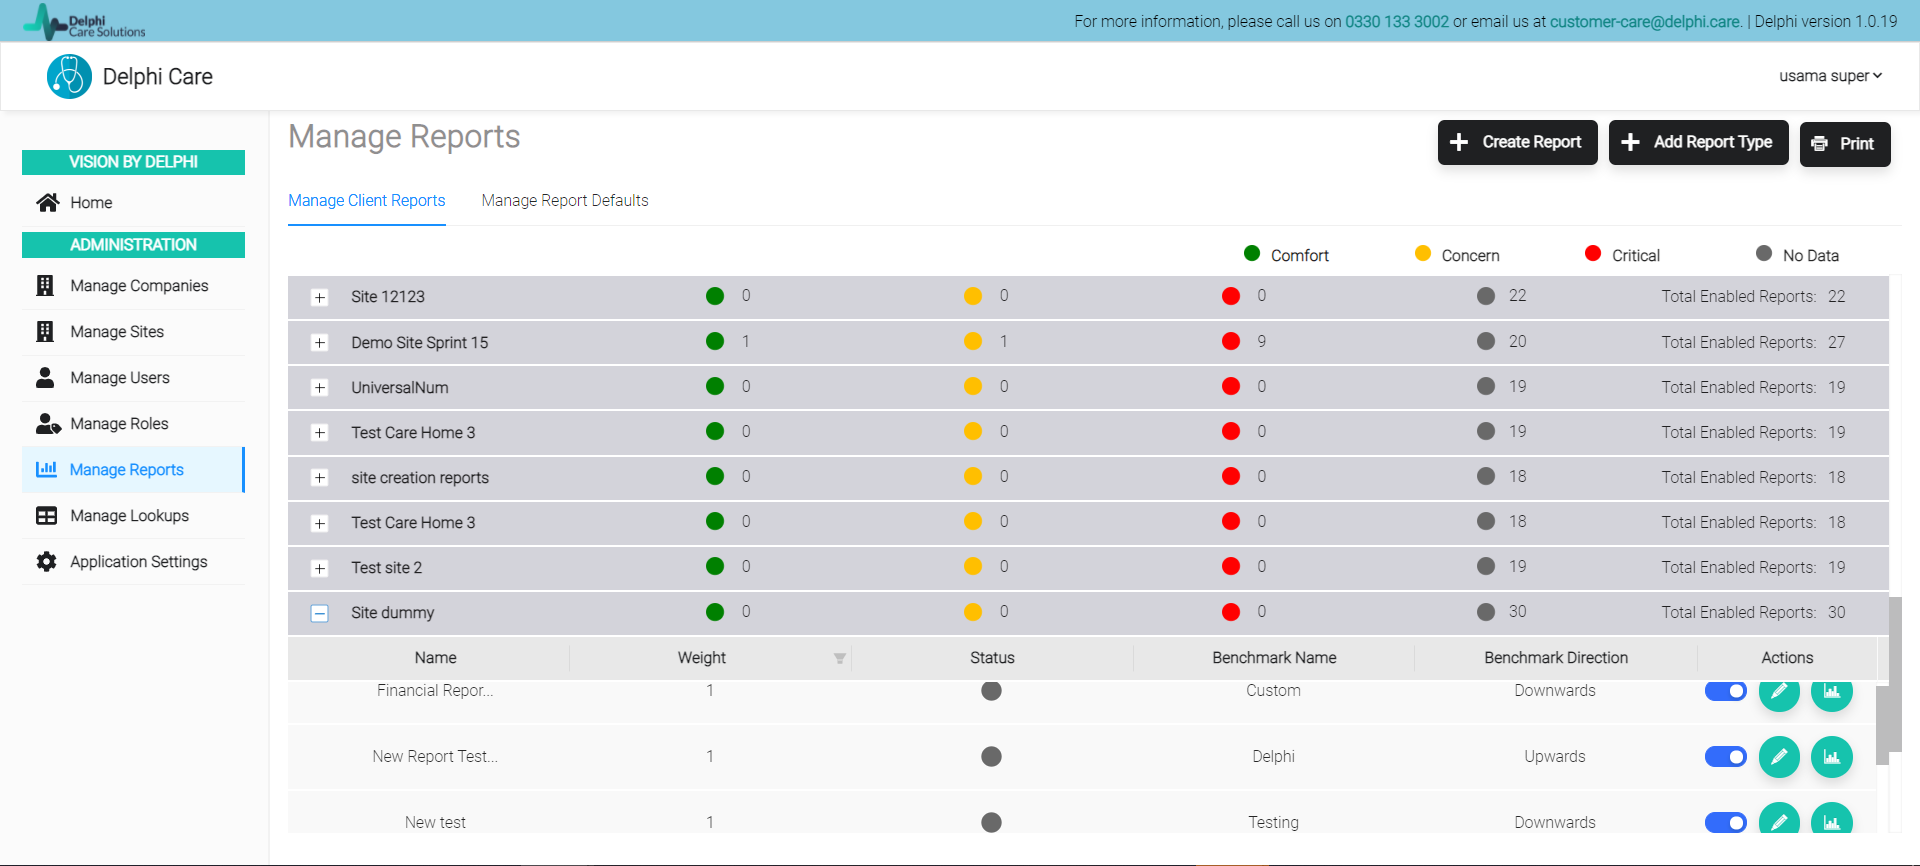 Delphi
Care Solutions
For more information, please call us on 0330 133 3002 or email us at customer-care@delphi.care. | Delphi version 1.0.19
Delphi Care
usama super
VISION BY DELPHI
Home
ADMINISTRATION
Manage Companies
Manage Sites
Manage Users
Manage Roles
Manage Reports
Manage Lookups
Application Settings
Manage Reports
Create Report
Add Report Type
Print
Manage Client Reports
Manage Report Defaults
Comfort Concern Critical No Data
Site 12123 0 0 0 22 Total Enabled Reports: 22
Demo Site Sprint 15 1 1 9 20 Total Enabled Reports: 27
UniversalNum 0 0 0 19 Total Enabled Reports: 19
Test Care Home 3 0 0 0 19 Total Enabled Reports: 19
site creation reports 0 0 0 18 Total Enabled Reports: 18
Test Care Home 3 0 0 0 18 Total Enabled Reports: 18
Test site 2 0 0 0 19 Total Enabled Reports: 19
Site dummy 0 0 0 30 Total Enabled Reports: 30
Name Weight Status Benchmark Name Benchmark Direction Actions
Financial Repor... 1 Custom Downwards
New Report Test... 1 Delphi Upwards
New test 1 Testing Downwards